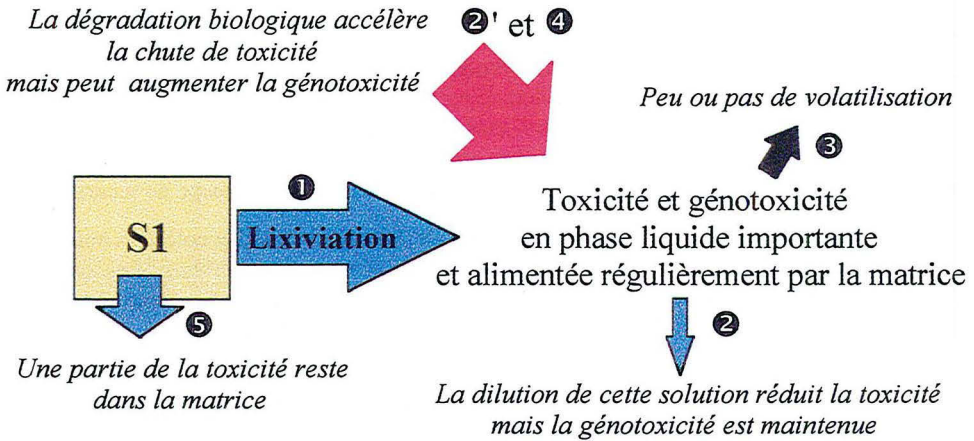 La dégradation biologique accélère
la chute de toxicité
mais peut augmenter la génotoxicité
❷' et ❹
Peu ou pas de volatilisation
❸
❶
S1
Lixiviation
Toxicité et génotoxicité
en phase liquide importante
et alimentée régulièrement par la matrice
❺
❷
Une partie de la toxicité reste
dans la matrice
La dilution de cette solution réduit la toxicité
mais la génotoxicité est maintenue